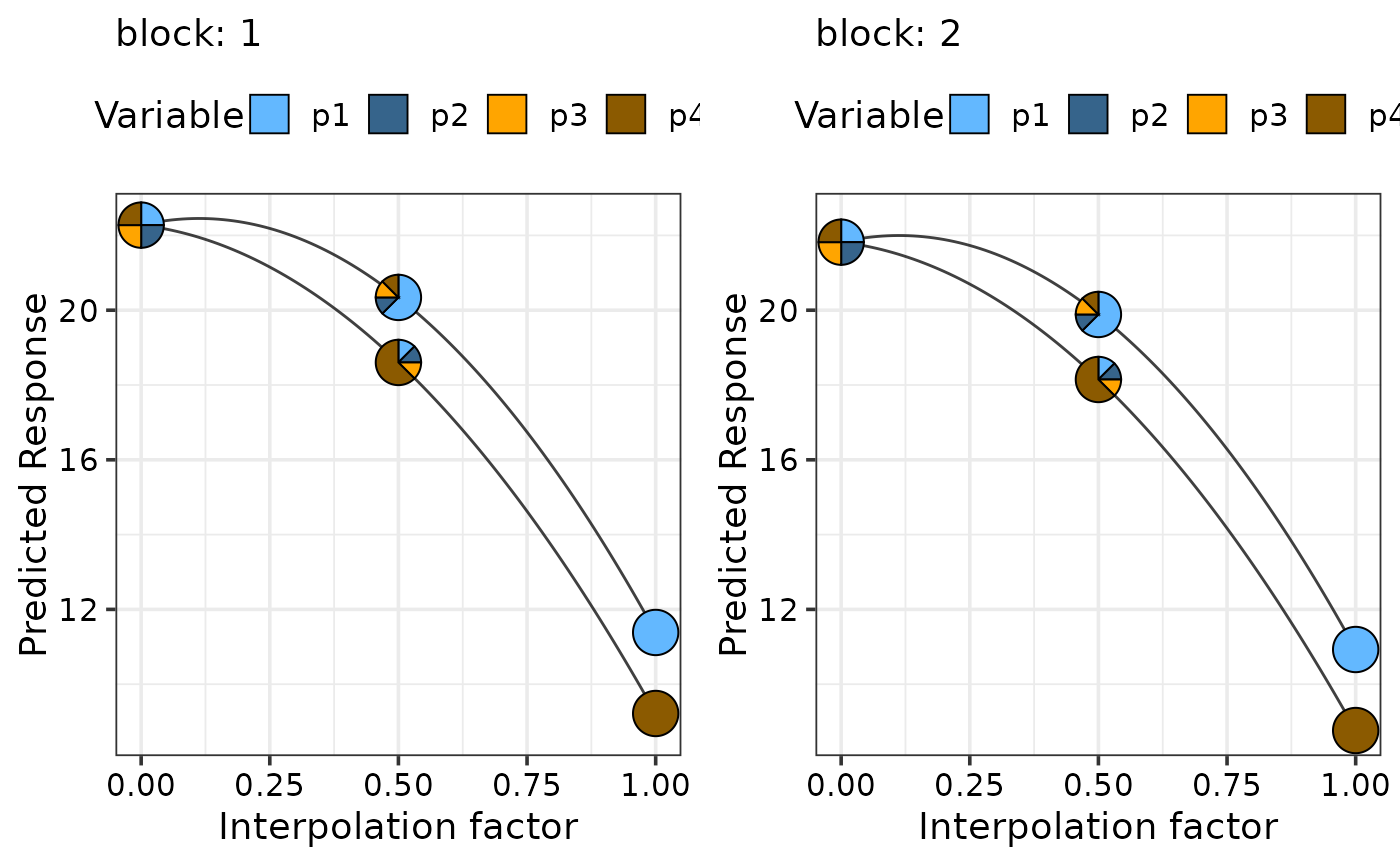 block: 1
Variable p1 p2 p3 p4
Predicted Response
20
16
12
0.00 0.25 0.50 0.75 1.00
Interpolation factor
block: 2
Variable p1 p2 p3 p4
Predicted Response
20
16
12
0.00 0.25 0.50 0.75 1.00
Interpolation factor